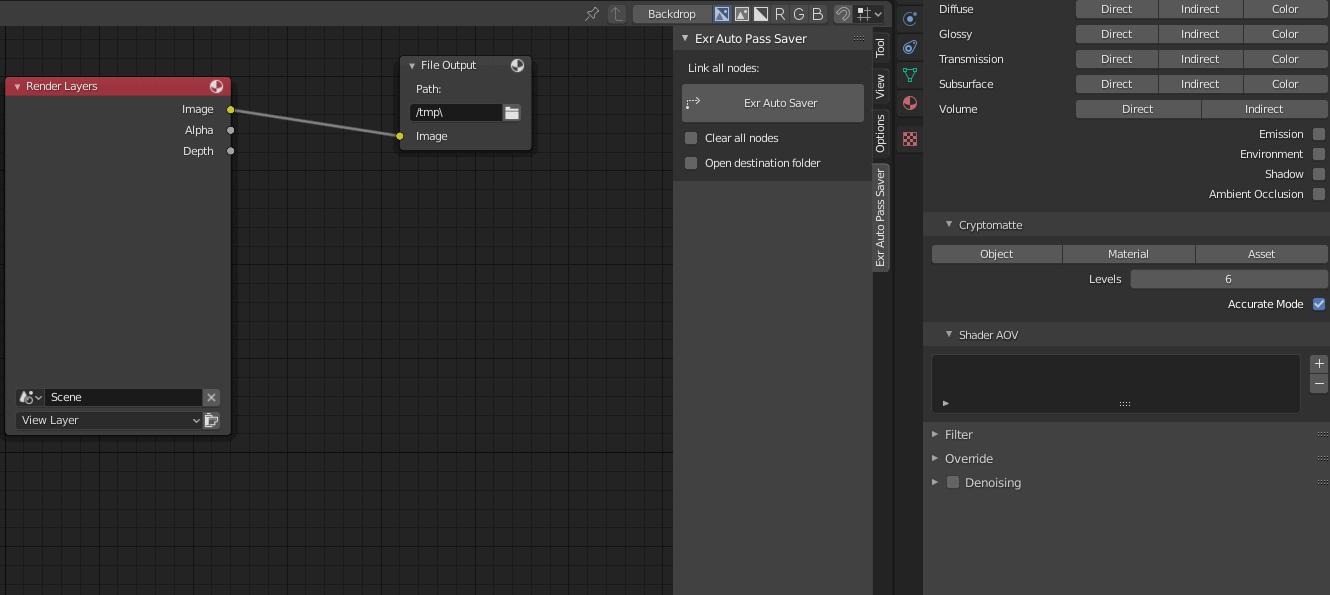 Backdrop R G B
Render Layers
Image
Alpha
Depth
Scene
View Layer
File Output
Path:
/tmp\
Image
Exr Auto Pass Saver
Link all nodes:
Exr Auto Saver
Clear all nodes
Open destination folder
Tool
View
Options
Exr Auto Pass Saver
Diffuse Direct Indirect Color
Glossy Direct Indirect Color
Transmission Direct Indirect Color
Subsurface Direct Indirect Color
Volume Direct Indirect
Emission
Environment
Shadow
Ambient Occlusion
Cryptomatte
Object Material Asset
Levels 6
Accurate Mode
Shader AOV
Filter
Override
Denoising